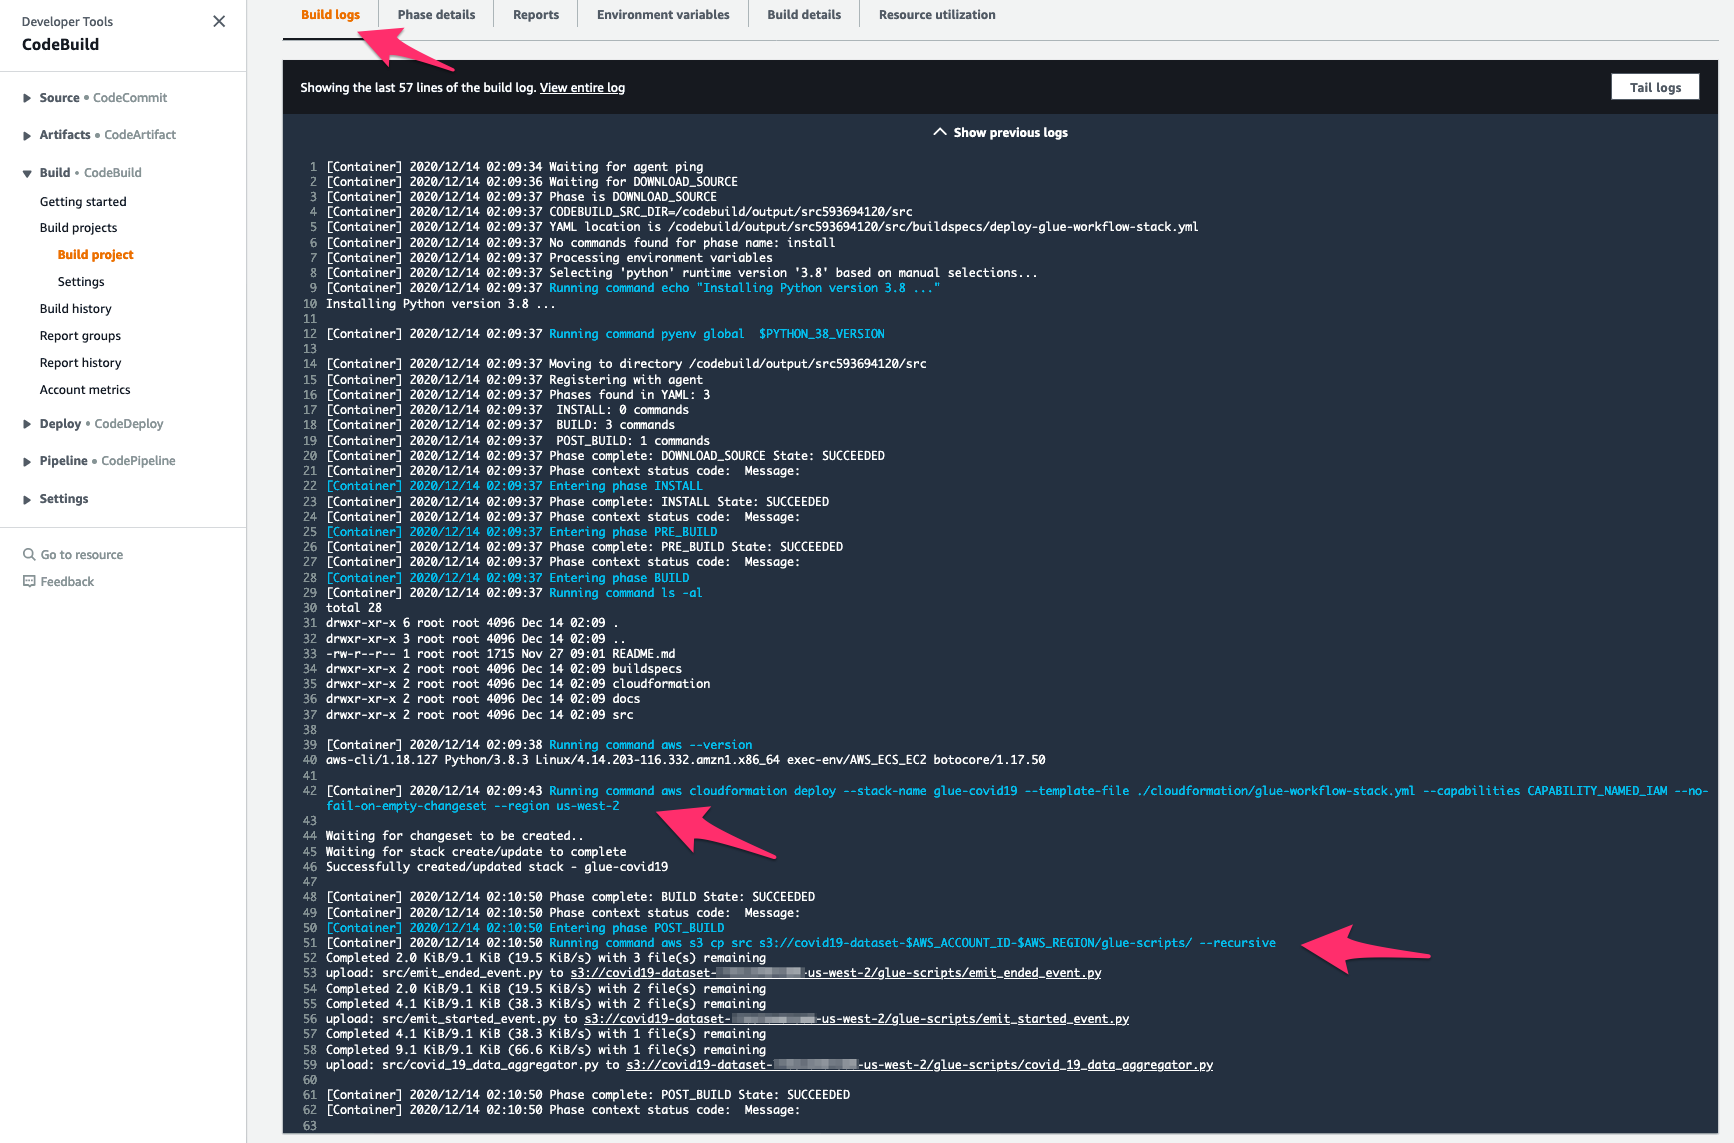 Developer Tools
CodeBuild
Source • CodeCommit
Artifacts • CodeArtifact
Build • CodeBuild
Getting started
Build projects
Build project
Settings
Build history
Report groups
Report history
Account metrics
Deploy • CodeDeploy
Pipeline • CodePipeline
Settings
Go to resource
Feedback
Build logs
Phase details
Reports
Environment variables
Build details
Resource utilization
Showing the last 57 lines of the build log. View entire log
Tail logs
Show previous logs
1 [Container] 2020/12/14 02:09:34 Waiting for agent ping
2 [Container] 2020/12/14 02:09:36 Waiting for DOWNLOAD_SOURCE
3 [Container] 2020/12/14 02:09:37 Phase is DOWNLOAD_SOURCE
4 [Container] 2020/12/14 02:09:37 CODEBUILD_SRC_DIR=/codebuild/output/src593694120/src
5 [Container] 2020/12/14 02:09:37 YAML location is /codebuild/output/src593694120/src/buildspecs/deploy-glue-workflow-stack.yml
6 [Container] 2020/12/14 02:09:37 No commands found for phase name: install
7 [Container] 2020/12/14 02:09:37 Processing environment variables
8 [Container] 2020/12/14 02:09:37 Selecting 'python' runtime version '3.8' based on manual selections...
9 [Container] 2020/12/14 02:09:37 Running command echo "Installing Python version 3.8 ..."
10 Installing Python version 3.8 ...
11
12 [Container] 2020/12/14 02:09:37 Running command pyenv global  $PYTHON_38_VERSION
13
14 [Container] 2020/12/14 02:09:37 Moving to directory /codebuild/output/src593694120/src
15 [Container] 2020/12/14 02:09:37 Registering with agent
16 [Container] 2020/12/14 02:09:37 Phases found in YAML: 3
17 [Container] 2020/12/14 02:09:37  INSTALL: 0 commands
18 [Container] 2020/12/14 02:09:37  BUILD: 3 commands
19 [Container] 2020/12/14 02:09:37  POST_BUILD: 1 commands
20 [Container] 2020/12/14 02:09:37 Phase complete: DOWNLOAD_SOURCE State: SUCCEEDED
21 [Container] 2020/12/14 02:09:37 Phase context status code:  Message:
22 [Container] 2020/12/14 02:09:37 Entering phase INSTALL
23 [Container] 2020/12/14 02:09:37 Phase complete: INSTALL State: SUCCEEDED
24 [Container] 2020/12/14 02:09:37 Phase context status code:  Message:
25 [Container] 2020/12/14 02:09:37 Entering phase PRE_BUILD
26 [Container] 2020/12/14 02:09:37 Phase complete: PRE_BUILD State: SUCCEEDED
27 [Container] 2020/12/14 02:09:37 Phase context status code:  Message:
28 [Container] 2020/12/14 02:09:37 Entering phase BUILD
29 [Container] 2020/12/14 02:09:37 Running command ls -al
30 total 28
31 drwxr-xr-x 6 root root 4096 Dec 14 02:09 .
32 drwxr-xr-x 3 root root 4096 Dec 14 02:09 ..
33 -rw-r--r-- 1 root root 1715 Nov 27 09:01 README.md
34 drwxr-xr-x 2 root root 4096 Dec 14 02:09 buildspecs
35 drwxr-xr-x 2 root root 4096 Dec 14 02:09 cloudformation
36 drwxr-xr-x 2 root root 4096 Dec 14 02:09 docs
37 drwxr-xr-x 2 root root 4096 Dec 14 02:09 src
38
39 [Container] 2020/12/14 02:09:38 Running command aws --version
40 aws-cli/1.18.127 Python/3.8.3 Linux/4.14.203-116.332.amzn1.x86_64 exec-env/AWS_ECS_EC2 botocore/1.17.50
41
42 [Container] 2020/12/14 02:09:43 Running command aws cloudformation deploy --stack-name glue-covid19 --template-file ./cloudformation/glue-workflow-stack.yml --capabilities CAPABILITY_NAMED_IAM --no-
fail-on-empty-changeset --region us-west-2
43
44 Waiting for changeset to be created..
45 Waiting for stack create/update to complete
46 Successfully created/updated stack - glue-covid19
47
48 [Container] 2020/12/14 02:10:50 Phase complete: BUILD State: SUCCEEDED
49 [Container] 2020/12/14 02:10:50 Phase context status code:  Message:
50 [Container] 2020/12/14 02:10:50 Entering phase POST_BUILD
51 [Container] 2020/12/14 02:10:50 Running command aws s3 cp src s3://covid19-dataset-$AWS_ACCOUNT_ID-$AWS_REGION/glue-scripts/ --recursive
52 Completed 2.0 KiB/9.1 KiB (19.5 KiB/s) with 3 file(s) remaining
53 upload: src/emit_ended_event.py to s3://covid19-dataset- -us-west-2/glue-scripts/emit_ended_event.py
54 Completed 2.0 KiB/9.1 KiB (19.5 KiB/s) with 2 file(s) remaining
55 Completed 4.1 KiB/9.1 KiB (38.3 KiB/s) with 2 file(s) remaining
56 upload: src/emit_started_event.py to s3://covid19-dataset- -us-west-2/glue-scripts/emit_started_event.py
57 Completed 4.1 KiB/9.1 KiB (38.3 KiB/s) with 1 file(s) remaining
58 Completed 9.1 KiB/9.1 KiB (66.6 KiB/s) with 1 file(s) remaining
59 upload: src/covid_19_data_aggregator.py to s3://covid19-dataset- -us-west-2/glue-scripts/covid_19_data_aggregator.py
60
61 [Container] 2020/12/14 02:10:50 Phase complete: POST_BUILD State: SUCCEEDED
62 [Container] 2020/12/14 02:10:50 Phase context status code:  Message:
63